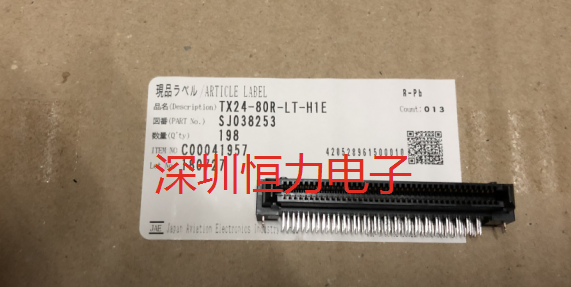 現品ラベル/ARTICLE LABEL
R-Pb
品名(Description) TX24-80R-LT-H1E
Count: 013
図番(PART No.) SJ038253
数量(Q'ty) 198
ITEM NO C00041957
深圳恒力电子
JAE Japan Aviation Electronics Industry